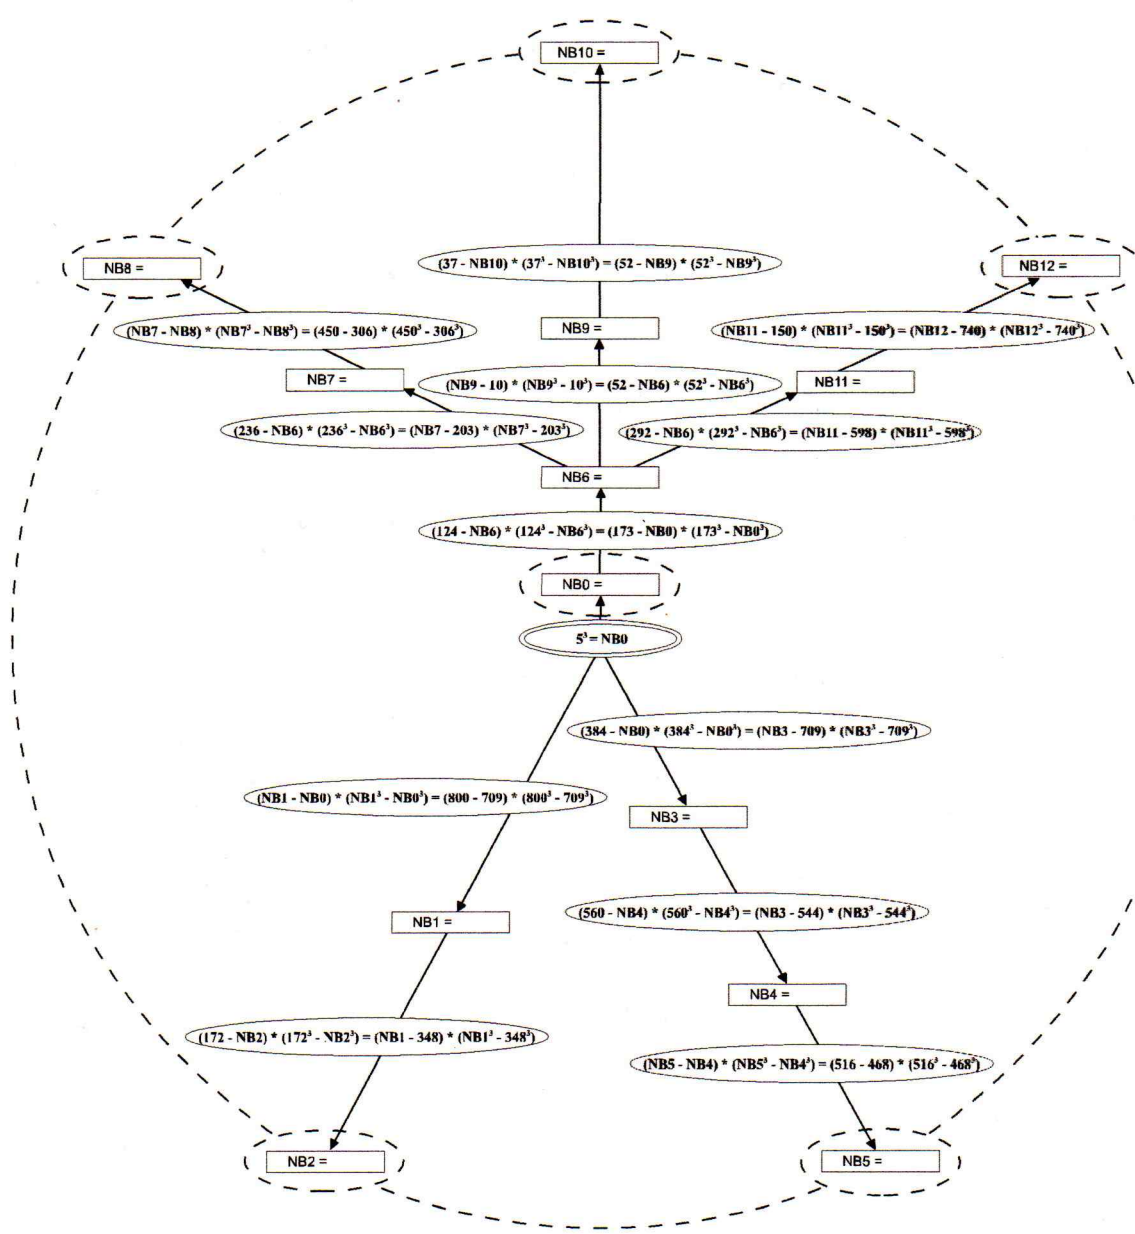 NB10 =
(37 - NB10) * (37³ - NB10³) = (52 - NB9) * (52³ - NB9³)
NB8 =
NB12 =
(NB7 - NB8) * (NB7³ - NB8³) = (450 - 306) * (450³ - 306³)
NB9 =
(NB11 - 150) * (NB11³ - 150³) = (NB12 - 740) * (NB12³ - 740³)
NB7 =
(NB9 - 10) * (NB9³ - 10³) = (52 - NB6) * (52³ - NB6³)
NB11 =
(236 - NB6) * (236³ - NB6³) = (NB7 - 203) * (NB7³ - 203³)
(292 - NB6) * (292³ - NB6³) = (NB11 - 598) * (NB11³ - 598³)
NB6 =
(124 - NB6) * (124³ - NB6³) = (173 - NB0) * (173³ - NB0³)
NB0 =
5³ = NB0
(384 - NB0) * (384³ - NB0³) = (NB3 - 709) * (NB3³ - 709³)
(NB1 - NB0) * (NB1³ - NB0³) = (800 - 709) * (800³ - 709³)
NB3 =
(560 - NB4) * (560³ - NB4³) = (NB3 - 544) * (NB3³ - 544³)
NB1 =
NB4 =
(172 - NB2) * (172³ - NB2³) = (NB1 - 348) * (NB1³ - 348³)
(NB5 - NB4) * (NB5³ - NB4³) = (516 - 468) * (516³ - 468³)
NB2 =
NB5 =